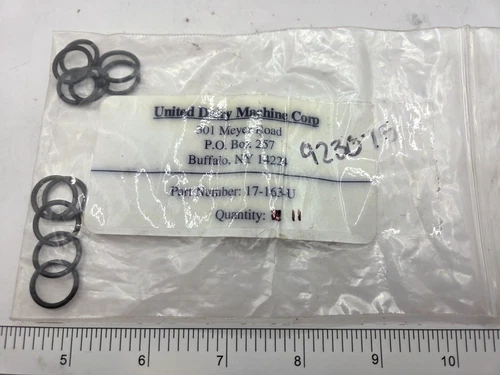 United Dairy Machine Corp
301 Meyer Road
P.O. Box 257
Buffalo, NY 14224
Part Number: 17-163-U
Quantity: 11
5 6 7 8 9 10